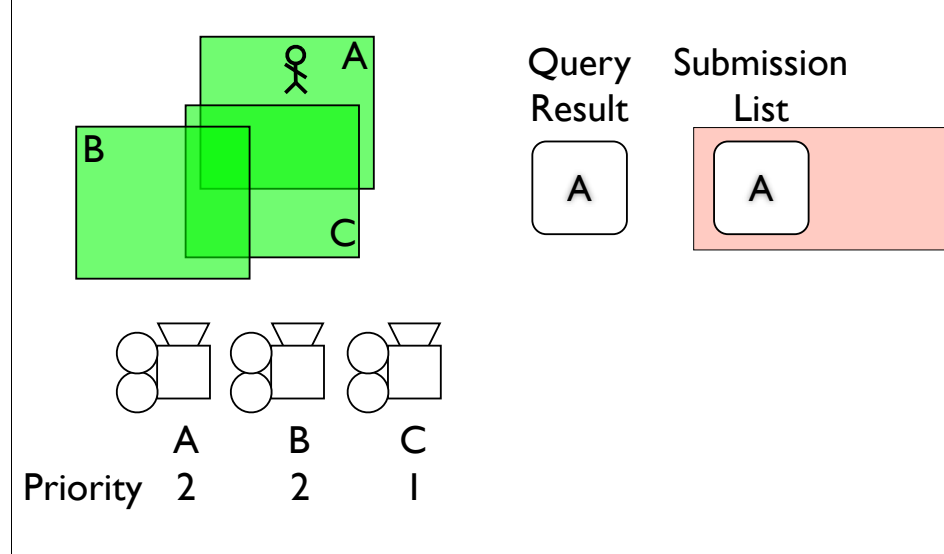 A
B
C
Query Submission
Result List
A A
A B C
Priority 2 2 1